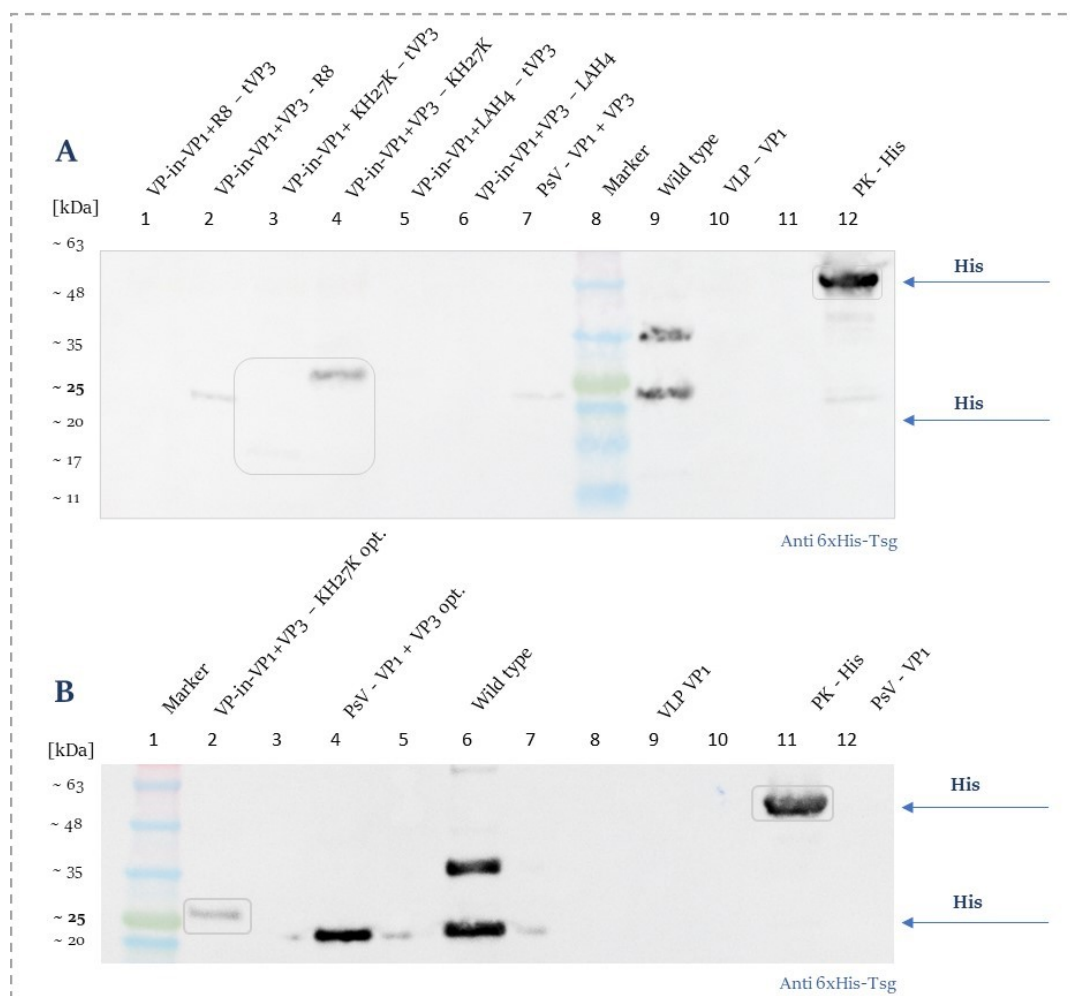 A
VP-in-VP1+R8 – tVP3
VP-in-VP1+VP3 - R8
VP-in-VP1+ KH27K – tVP3
VP-in-VP1+VP3 – KH27K
VP-in-VP1+LAH4 – tVP3
VP-in-VP1+VP3 – LAH4
PsV – VP1 + VP3
Marker
Wild type
VLP – VP1
PK - His
[kDa]
1 2 3 4 5 6 7 8 9 10 11 12
~ 63
~ 48
~ 35
~ 25
~ 20
~ 17
~ 11
His
His
Anti 6xHis-Tsg
B
Marker
VP-in-VP1+VP3 – KH27K opt.
PsV - VP1 + VP3 opt.
Wild type
VLP VP1
PK - His
PsV - VP1
[kDa]
1 2 3 4 5 6 7 8 9 10 11 12
~ 63
~ 48
~ 35
~ 25
~ 20
His
His
Anti 6xHis-Tsg